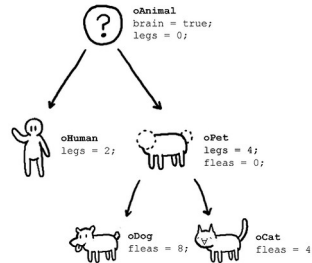 ?
oAnimal
brain = true;
legs = 0;
oHuman
legs = 2;
oPet
legs = 4;
fleas = 0;
oDog
fleas = 8;
oCat
fleas = 4